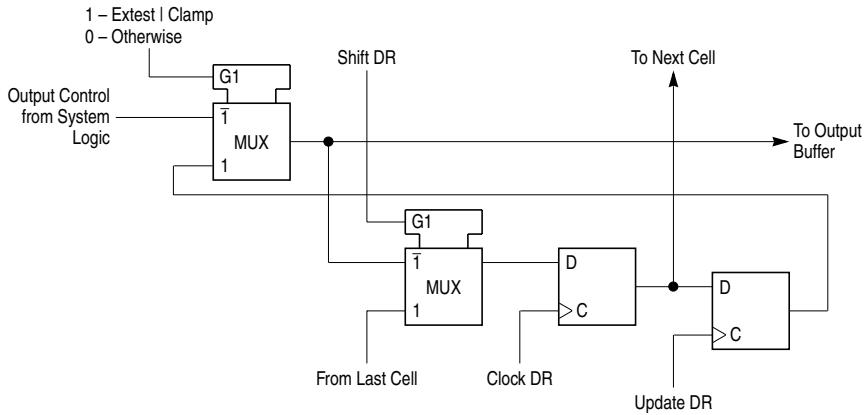 1 – Extest | Clamp
0 – Otherwise
Shift DR
To Next Cell
G1
Output Control
from System
Logic
1̅
MUX
1
To Output
Buffer
G1
1̅
MUX
1
D
C
D
C
From Last Cell
Clock DR
Update DR